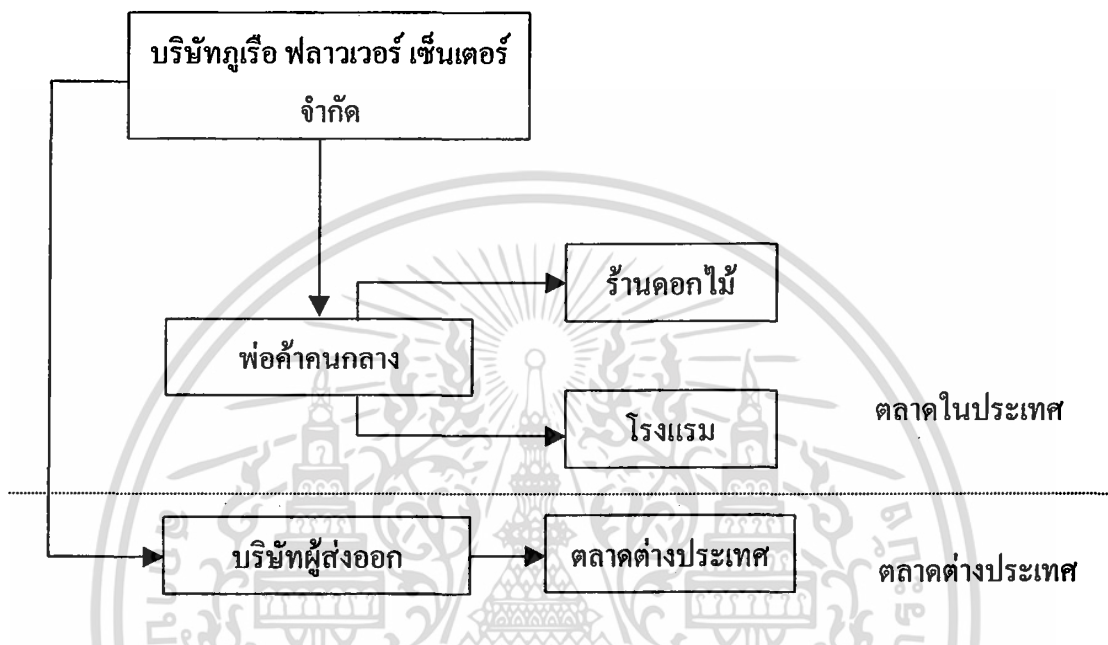 บริษัทภูเรือ ฟลาวเวอร์ เซ็นเตอร์
จำกัด
ร้านดอกไม้
พ่อค้าคนกลาง
โรงแรม
ตลาดในประเทศ
บริษัทผู้ส่งออก
ตลาดต่างประเทศ
ตลาดต่างประเทศ